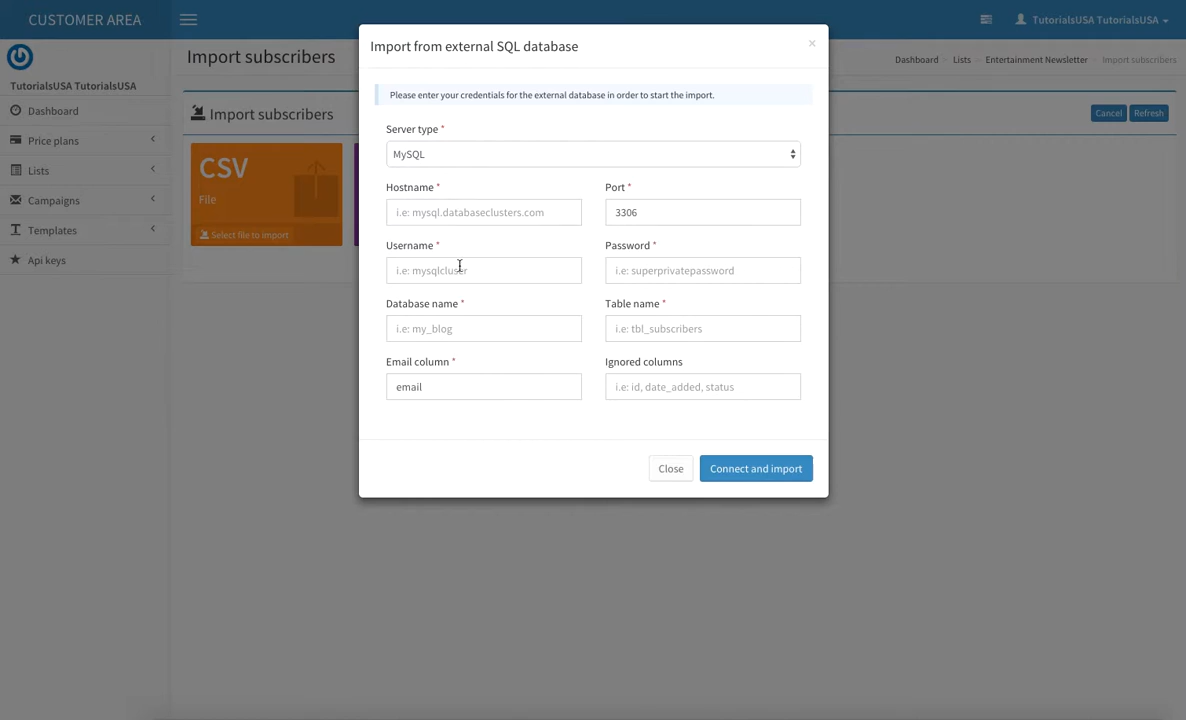 CUSTOMER AREA
TutorialsUSA TutorialsUSA
TutorialsUSA TutorialsUSA
Dashboard
Price plans
Lists
Campaigns
Templates
Api keys
Import subscribers
Dashboard
Lists
Entertainment Newsletter
Import subscribers
Import subscribers
Cancel
Refresh
CSV
File
Select file to import
Import from external SQL database
×
Please enter your credentials for the external database in order to start the import.
Server type *
MySQL
Hostname *
Port *
i.e: mysql.databaseclusters.com
3306
Username *
Password *
i.e: mysqlcluser
i.e: superprivatepassword
Database name *
Table name *
i.e: my_blog
i.e: tbl_subscribers
Email column *
Ignored columns
email
i.e: id, date_added, status
Close
Connect and import